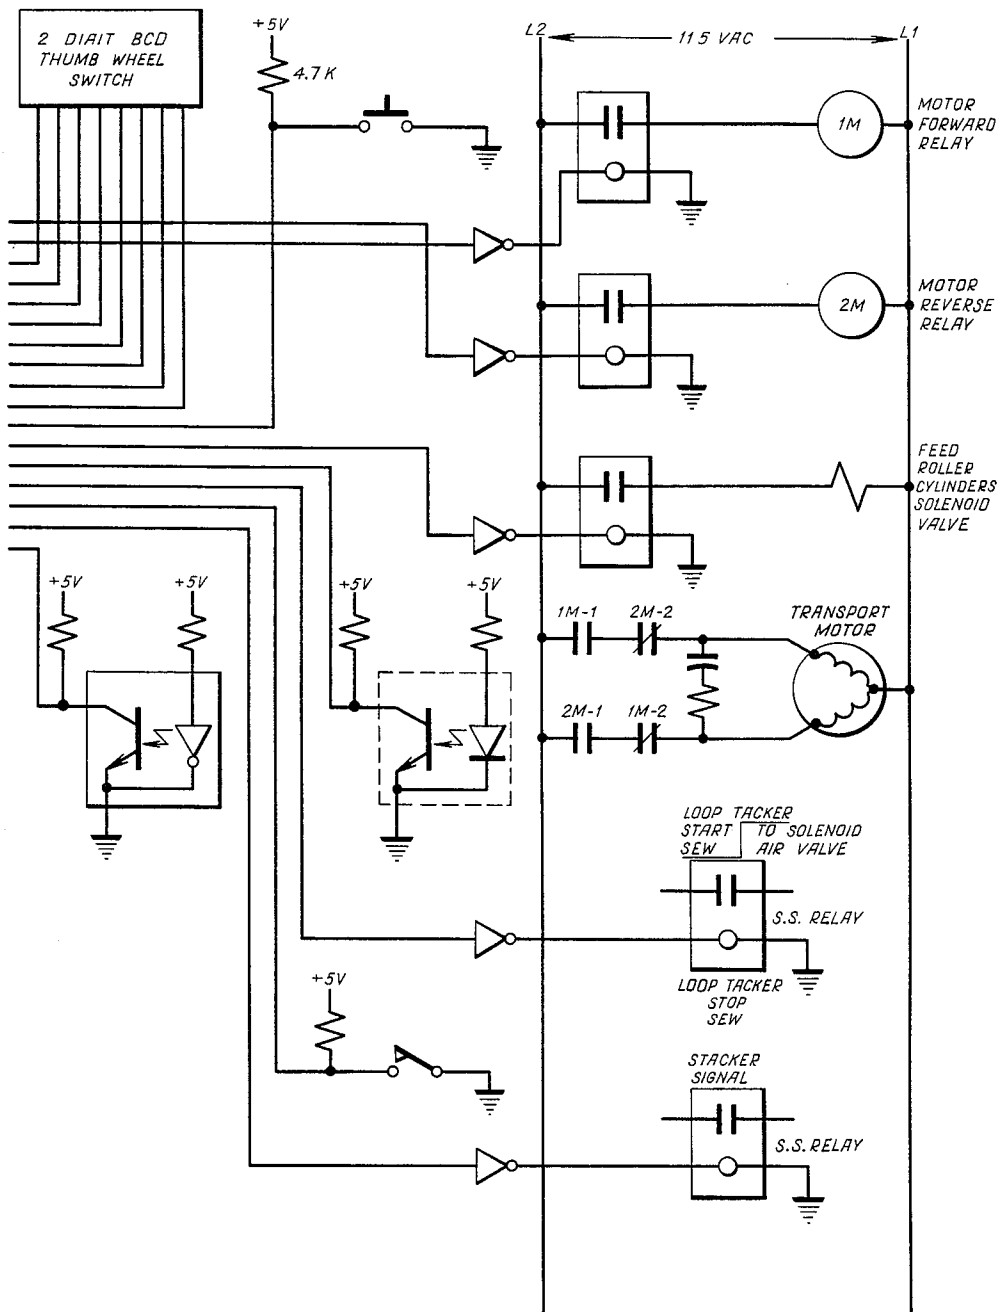 2 DIAIT BCD
THUMB WHEEL
SWITCH
+5V
4.7K
L2
115 VAC
L1
1M
MOTOR
FORWARD
RELAY
2M
MOTOR
REVERSE
RELAY
FEED
ROLLER
CYLINDERS
SOLENOID
VALVE
+5V
+5V
+5V
+5V
1M-1
2M-2
TRANSPORT
MOTOR
2M-1
1M-2
LOOP TACKER
START TO SOLENOID
SEW AIR VALVE
S.S. RELAY
LOOP TACKER
STOP
SEW
+5V
STACKER
SIGNAL
S.S. RELAY